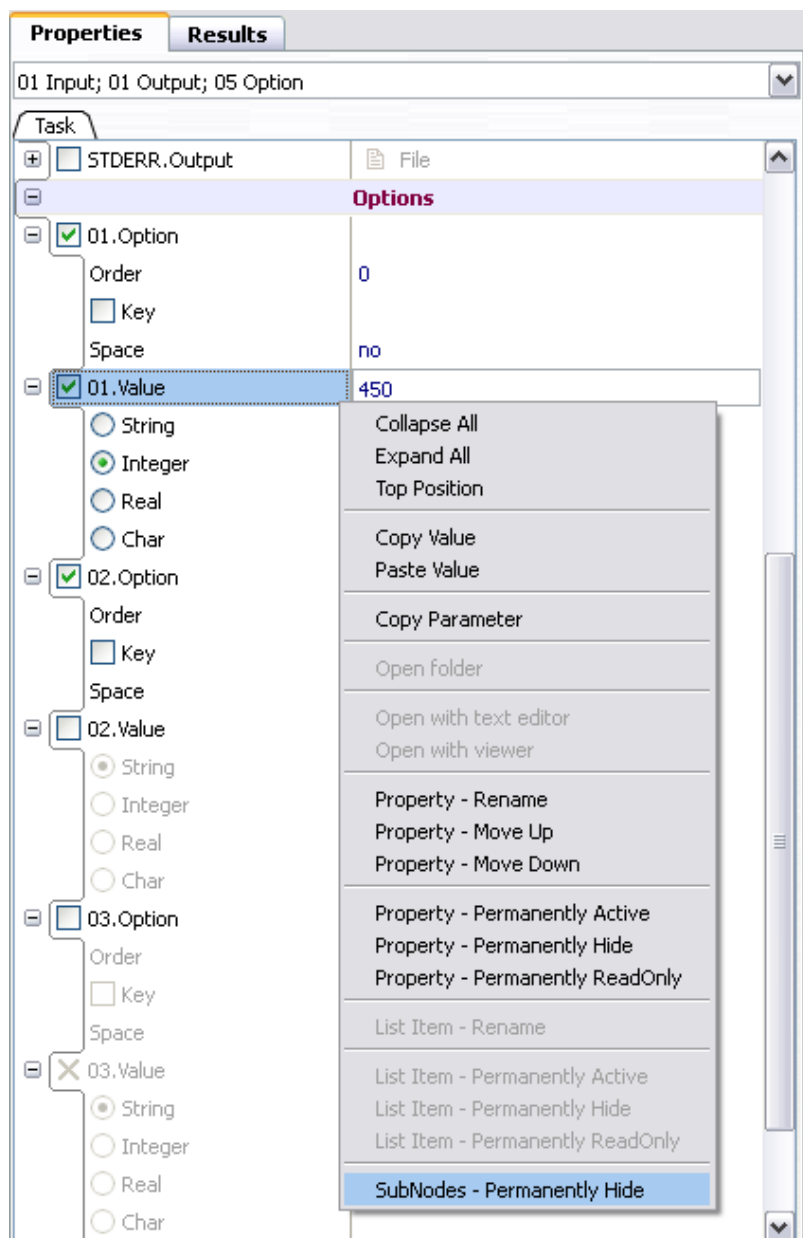 Properties Results
01 Input; 01 Output; 05 Option
Task
STDERR.Output File
Options
01.Option
Order 0
Key
Space no
01.Value 450
String
Integer
Real
Char
02.Option
Order
Key
Space
02.Value
String
Integer
Real
Char
03.Option
Order
Key
Space
03.Value
String
Integer
Real
Char
Collapse All
Expand All
Top Position
Copy Value
Paste Value
Copy Parameter
Open folder
Open with text editor
Open with viewer
Property - Rename
Property - Move Up
Property - Move Down
Property - Permanently Active
Property - Permanently Hide
Property - Permanently ReadOnly
List Item - Rename
List Item - Permanently Active
List Item - Permanently Hide
List Item - Permanently ReadOnly
SubNodes - Permanently Hide